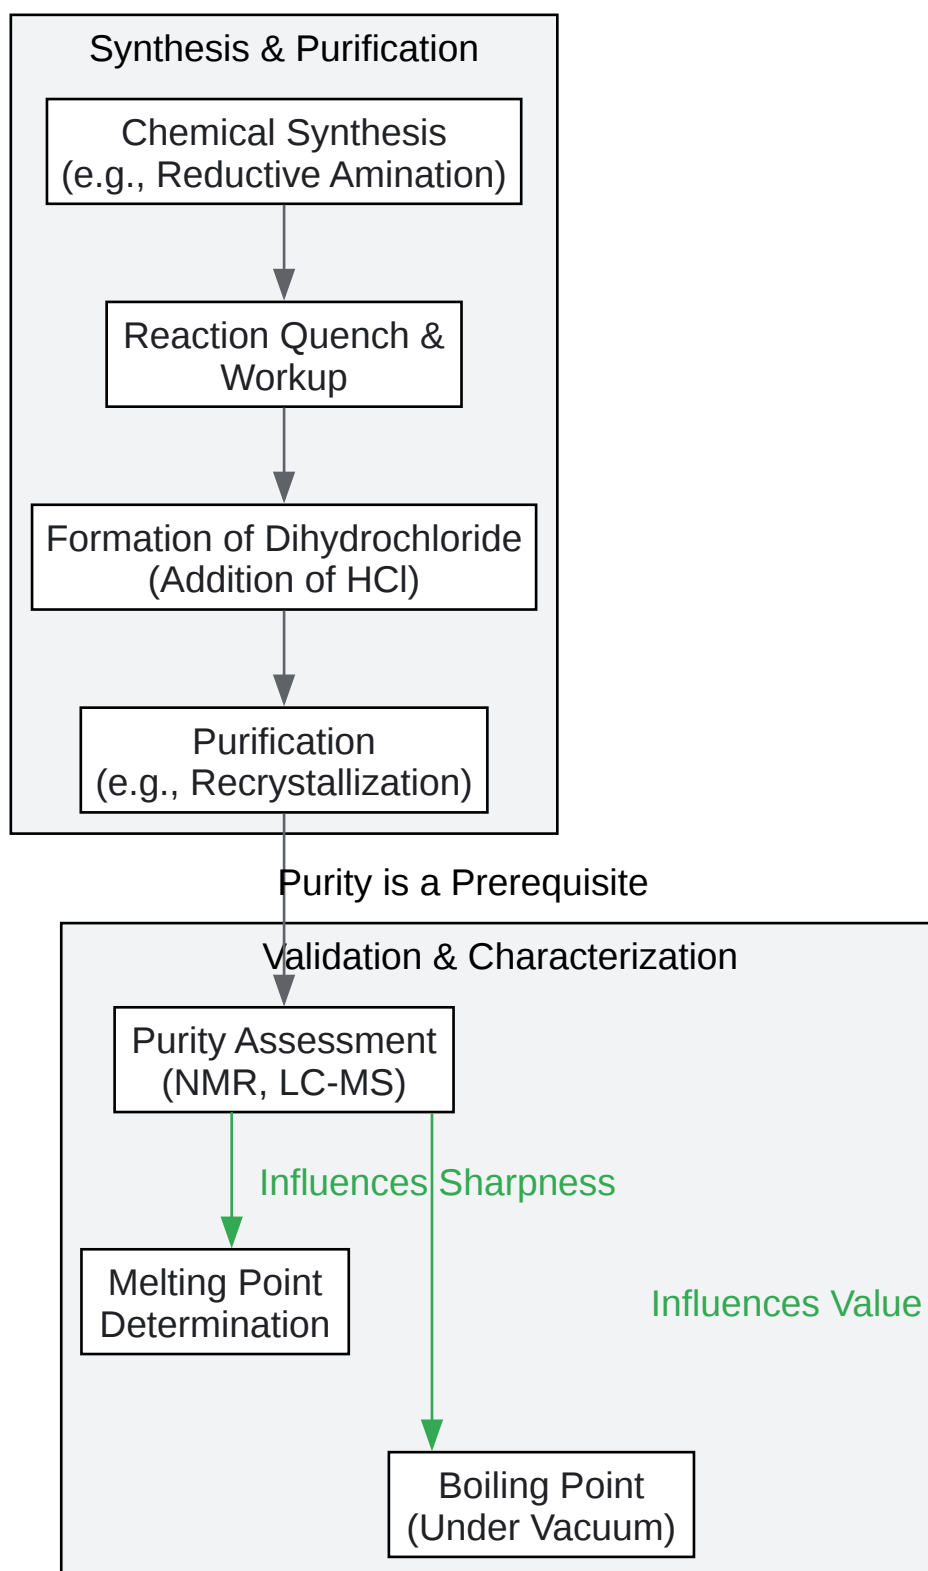 Synthesis & Purification
Chemical Synthesis
(e.g., Reductive Amination)
Reaction Quench &
Workup
Formation of Dihydrochloride
(Addition of HCl)
Purification
(e.g., Recrystallization)
Purity is a Prerequisite
Validation & Characterization
Purity Assessment
(NMR, LC-MS)
Influences Sharpness
Melting Point
Determination
Influences Value
Boiling Point
(Under Vacuum)